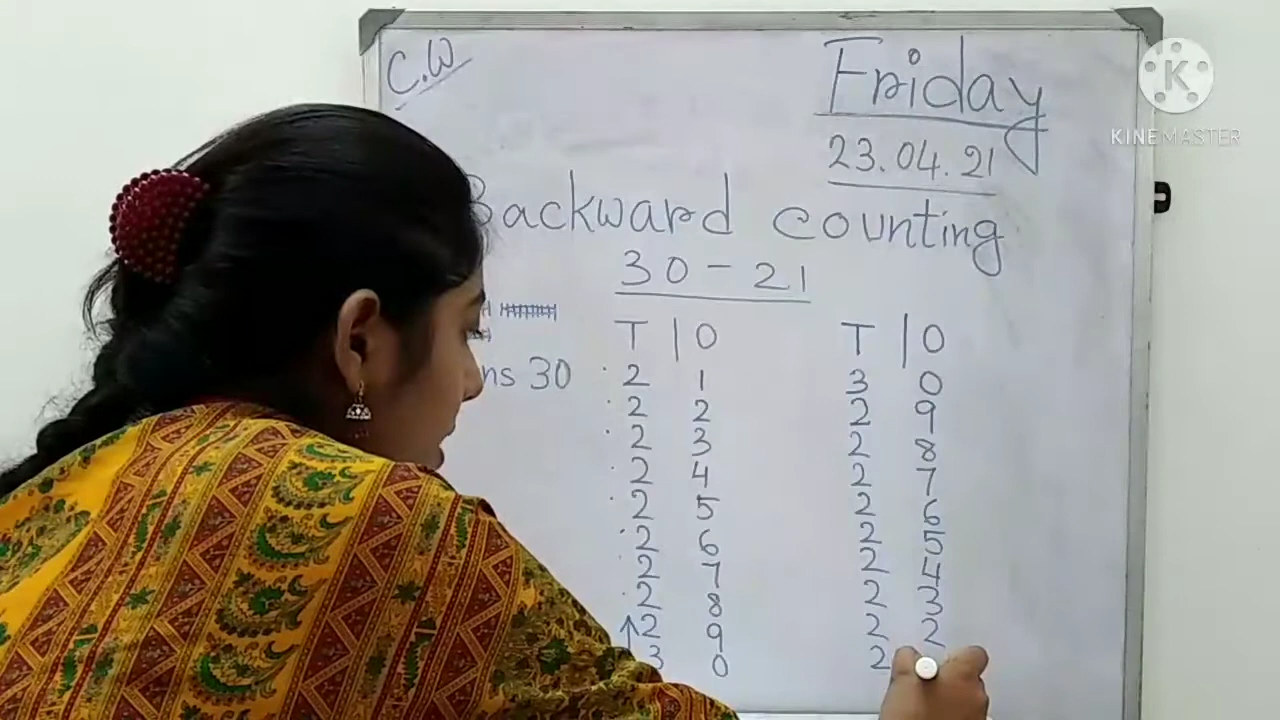 C.W
Friday
23.04.21
Backward counting
30 - 21
T | O
2 1
2 2
2 3
2 4
2 5
2 6
2 7
2 8
2 9
3 0
T | O
3 0
2 9
2 8
2 7
2 6
2 5
2 4
2 3
2 2
2
30
K
KINEMASTER